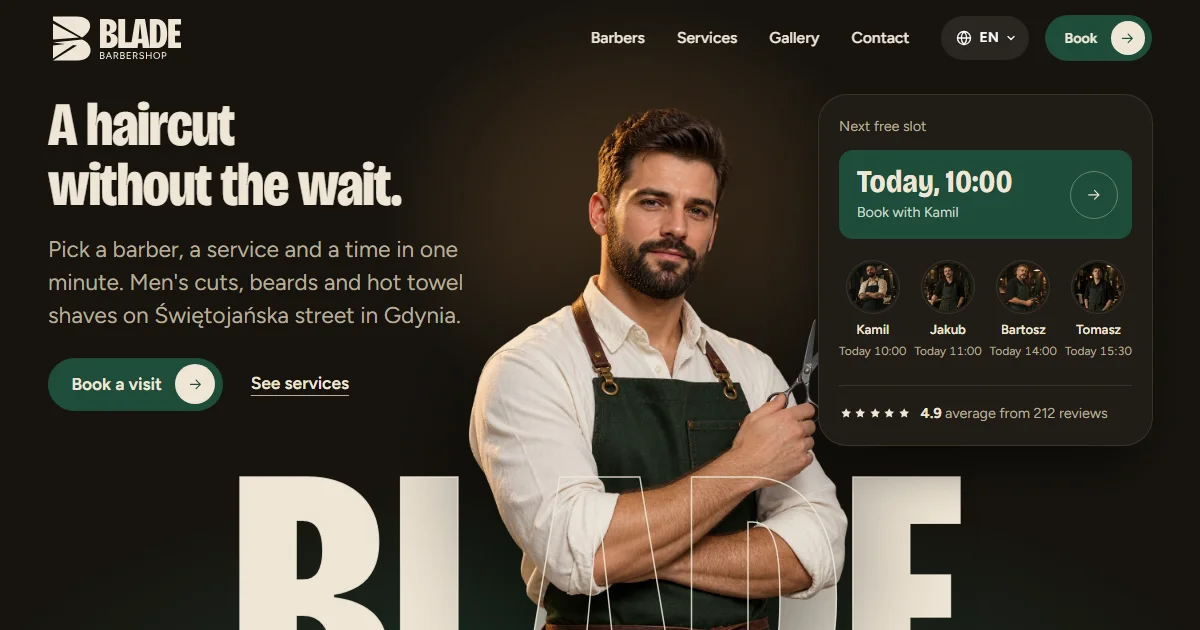 BLADE
BARBERSHOP
Barbers
Services
Gallery
Contact
EN
Book
A haircut
without the wait.
Pick a barber, a service and a time in one
minute. Men's cuts, beards and hot towel
shaves on Świętojańska street in Gdynia.
Book a visit
See services
Next free slot
Today, 10:00
Book with Kamil
Kamil
Jakub
Bartosz
Tomasz
Today 10:00
Today 11:00
Today 14:00
Today 15:30
4.9 average from 212 reviews
BLADE